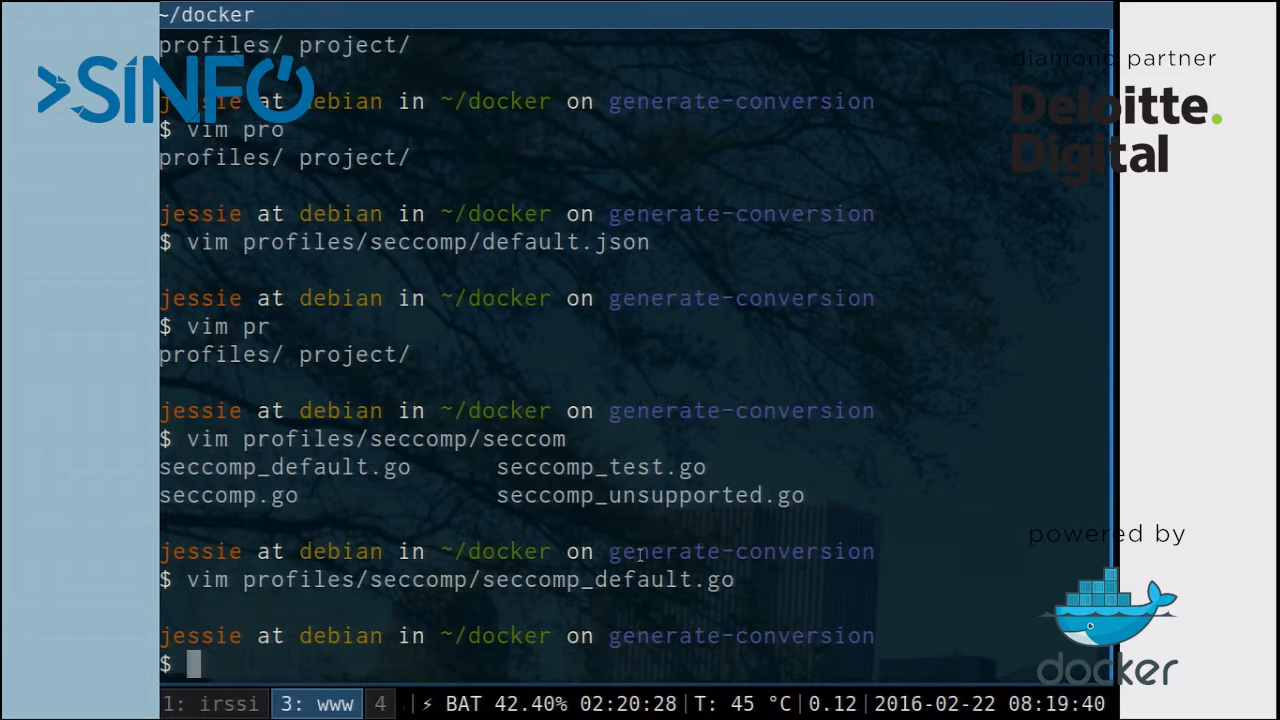 ~/docker
profiles/ project/
>SINFO
diamond partner
Deloitte.
Digital
jessie at debian in ~/docker on generate-conversion
$ vim pro
profiles/ project/
jessie at debian in ~/docker on generate-conversion
$ vim profiles/seccomp/default.json
jessie at debian in ~/docker on generate-conversion
$ vim pr
profiles/ project/
jessie at debian in ~/docker on generate-conversion
$ vim profiles/seccomp/seccom
seccomp_default.go seccomp_test.go
seccomp.go seccomp_unsupported.go
jessie at debian in ~/docker on generate-conversion
$ vim profiles/seccomp/seccomp_default.go
powered by
docker
jessie at debian in ~/docker on generate-conversion
$
1: irssi 3: www 4 |⚡ BAT 42.40% 02:20:28|T: 45 °C|0.12|2016-02-22 08:19:40